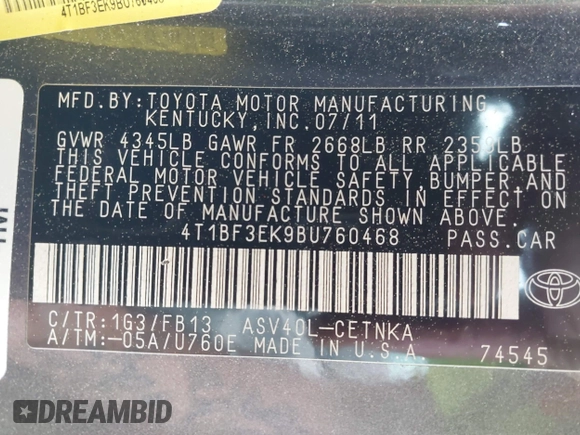 4T1BF3EK9BU760468
MFD.BY:TOYOTA MOTOR MANUFACTURING,
KENTUCKY,INC.07/11
GVWR 4345LB GAWR FR 2668LB RR 2359LB
THIS VEHICLE CONFORMS TO ALL APPLICABLE
FEDERAL MOTOR VEHICLE SAFETY,BUMPER,AND
THEFT PREVENTION STANDARDS IN EFFECT ON
THE DATE OF MANUFACTURE SHOWN ABOVE.
4T1BF3EK9BU760468 PASS.CAR
C/TR:1G3/FB13 ASV40L-CETNKA
A/TM:-05A/U760E MADE IN U.S.A. 74545
DREAMBID